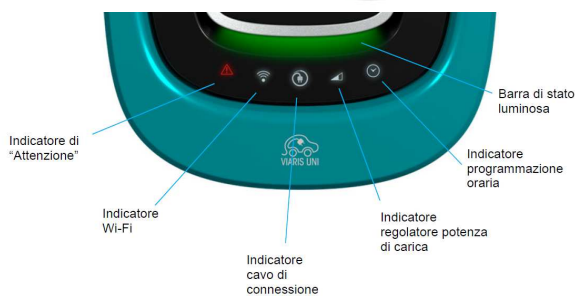 Barra di stato
luminosa
Indicatore di
“Attenzione”
VIARIS UNI
Indicatore
programmazione
oraria
Indicatore
Wi-Fi
Indicatore
regolatore potenza
di carica
Indicatore
cavo di
connessione